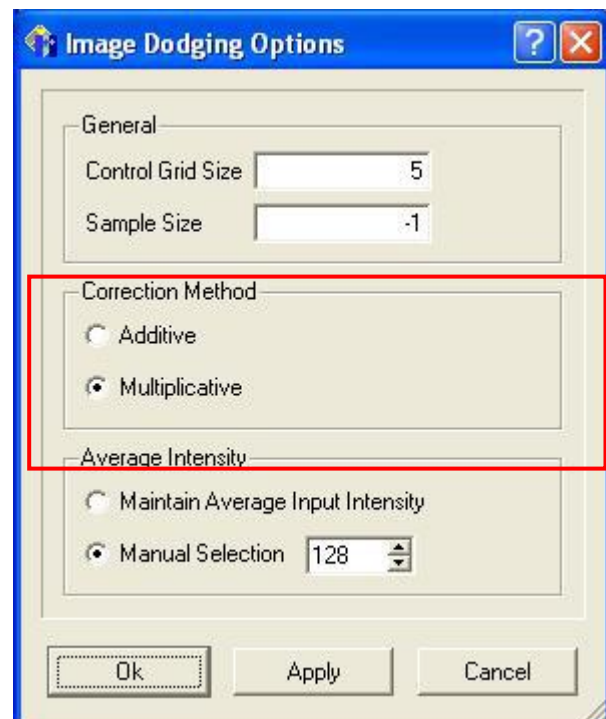 Image Dodging Options
General
Control Grid Size 5
Sample Size -1
Correction Method
Additive
Multiplicative
Average Intensity
Maintain Average Input Intensity
Manual Selection 128
Ok Apply Cancel